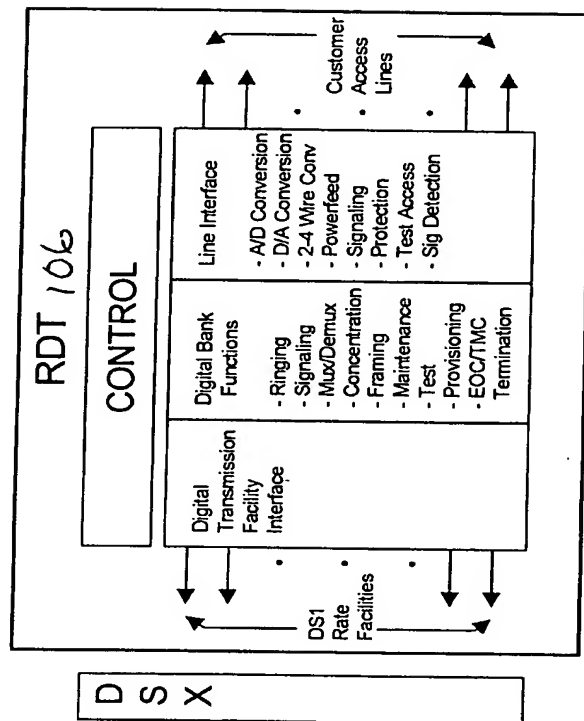 RDT 106
CONTROL
Digital
Transmission
Facility
Interface
Digital Bank
Functions
- Ringing
- Signaling
- Mux/Demux
- Concentration
- Framing
- Maintenance
- Test
- Provisioning
- EOC/TMC
Termination
Line Interface
- A/D Conversion
- D/A Conversion
- 2-4 Wire Conv
- Powerfeed
- Signaling
- Protection
- Test Access
- Sig Detection
DS1
Rate
Facilities
Customer
Access
Lines
D
S
X